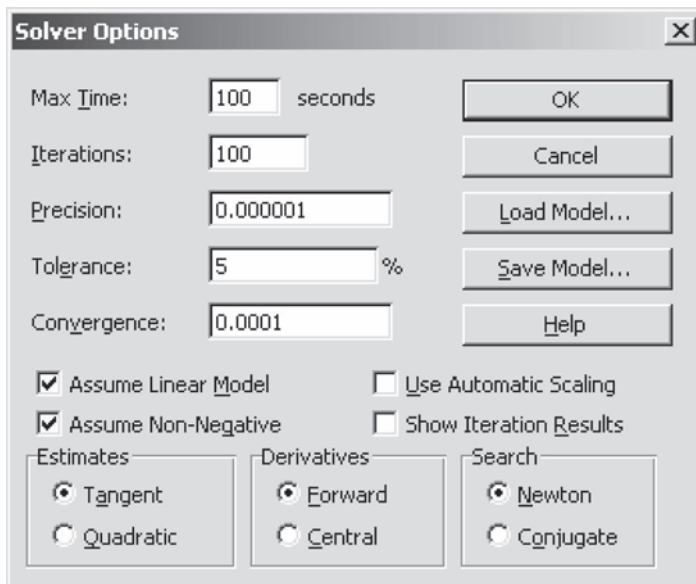 Solver Options
Max Time: 100 seconds OK
Iterations: 100 Cancel
Precision: 0.000001 Load Model...
Tolerance: 5 % Save Model...
Convergence: 0.0001 Help
Assume Linear Model Use Automatic Scaling
Assume Non-Negative Show Iteration Results
Estimates Derivatives Search
Tangent Forward Newton
Quadratic Central Conjugate